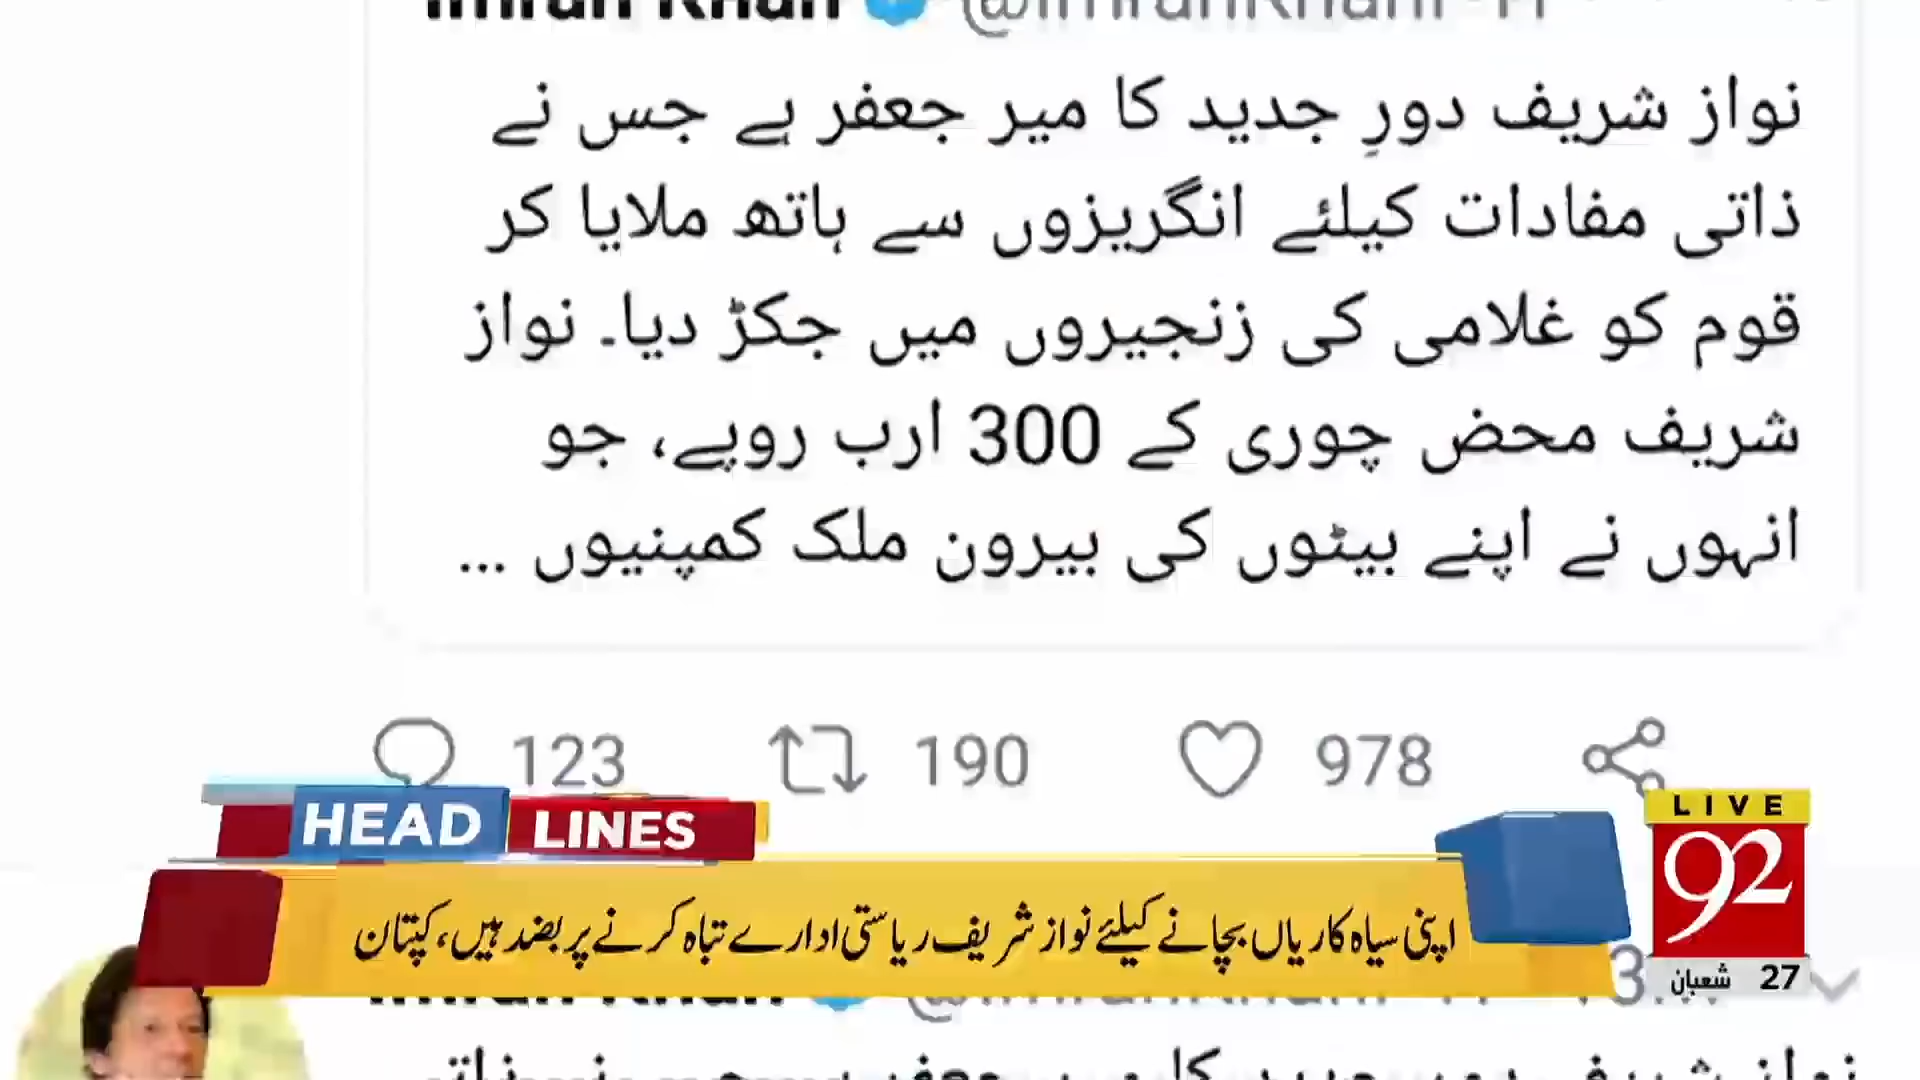 Imran Khan @ImranKhanPTI
نواز شریف دورِ جدید کا میر جعفر ہے جس نے
ذاتی مفادات کیلئے انگریزوں سے ہاتھ ملایا کر
قوم کو غلامی کی زنجیروں میں جکڑ دیا۔ نواز
شریف محض چوری کے 300 ارب روپے، جو
انہوں نے اپنے بیٹوں کی بیرون ملک کمپنیوں ...
123 190 978
HEAD LINES
LIVE
92
اپنی سیاہ کاریاں بچانے کیلئے نواز شریف ریاستی ادارے تباہ کرنے پر بضد ہیں، کپتان
27 شعبان